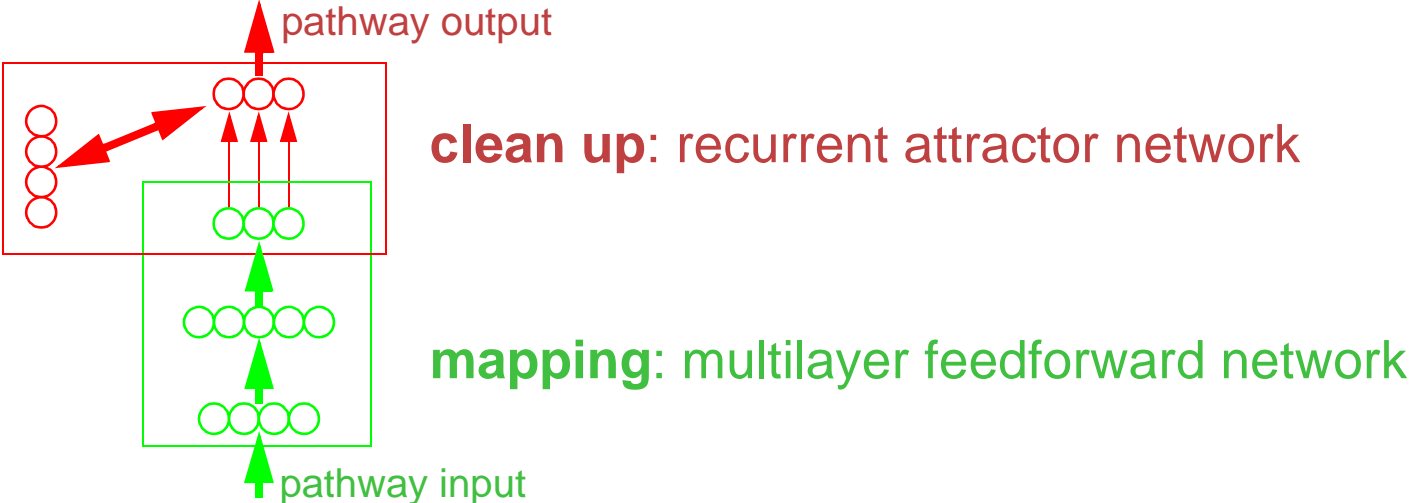 pathway output
clean up: recurrent attractor network
mapping: multilayer feedforward network
pathway input